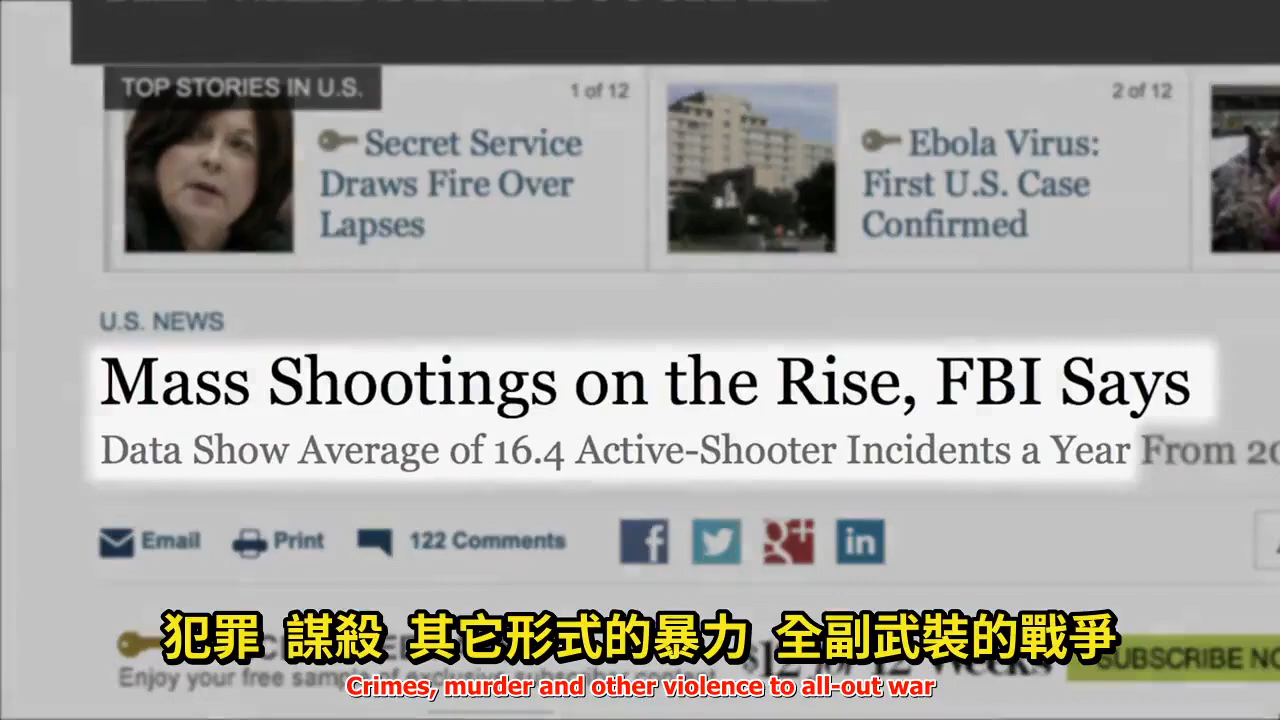 TOP STORIES IN U.S.
1 of 12
Secret Service
Draws Fire Over
Lapses
2 of 12
Ebola Virus:
First U.S. Case
Confirmed
U.S. NEWS
Mass Shootings on the Rise, FBI Says
Data Show Average of 16.4 Active-Shooter Incidents a Year From
Email
Print
122 Comments
犯罪 謀殺 其它形式的暴力 全副武裝的戰爭
SUBSCRIBE
Enjoy your free
Crimes, murder and other violence to all-out war